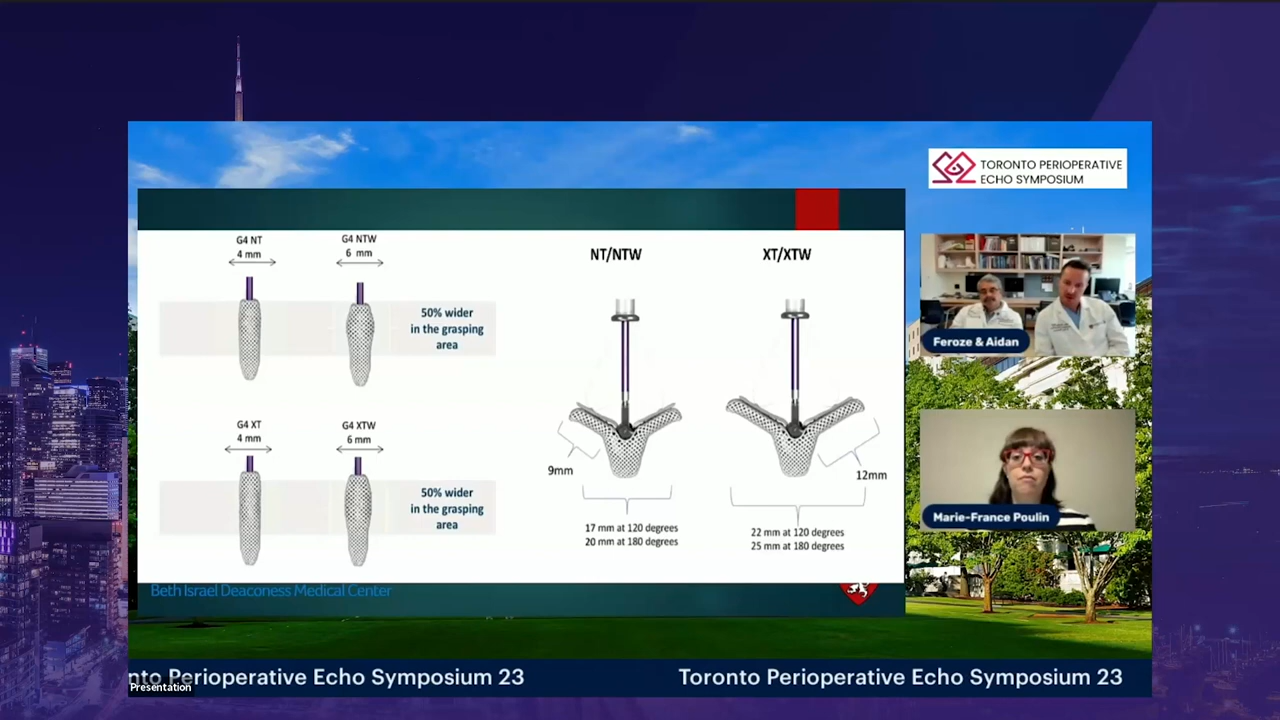 TORONTO PERIOPERATIVE
ECHO SYMPOSIUM
G4 NT
4 mm
G4 NTW
6 mm
50% wider
in the grasping
area
G4 XT
4 mm
G4 XTW
6 mm
50% wider
in the grasping
area
NT/NTW
XT/XTW
9mm
12mm
17 mm at 120 degrees
20 mm at 180 degrees
22 mm at 120 degrees
25 mm at 180 degrees
Beth Israel Deaconess Medical Center
Feroze & Aidan
Marie-France Poulin
nto Perioperative Echo Symposium 23
Toronto Perioperative Echo Symposium 23
Presentation